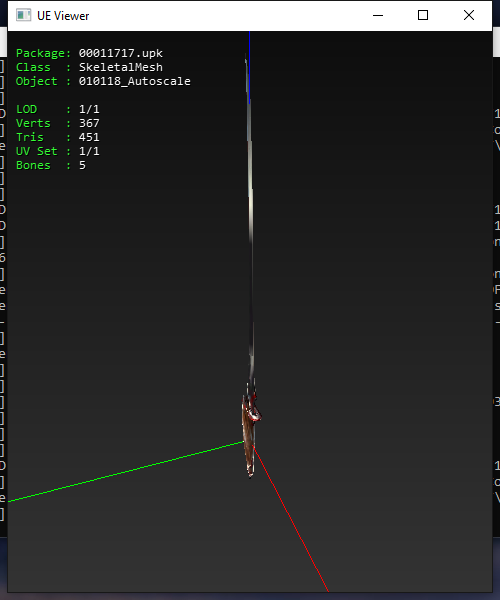 UE Viewer
Package: 00011717.upk
Class : SkeletalMesh
Object : 010118_Autoscale
LOD : 1/1
Verts : 367
Tris : 451
UV Set : 1/1
Bones : 5